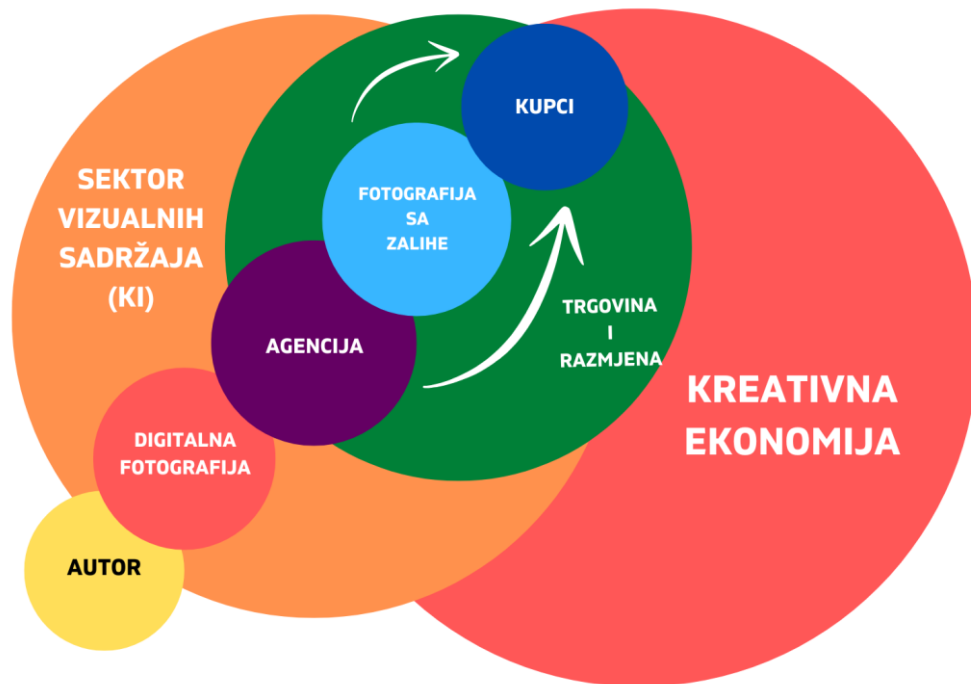 KUPCI
SEKTOR
VIZUALNIH
SADRŽAJA
(KI)
FOTOGRAFIJA
SA
ZALIHE
TRGOVINA
I
RAZMJENA
AGENCIJA
KREATIVNA
EKONOMIJA
DIGITALNA
FOTOGRAFIJA
AUTOR